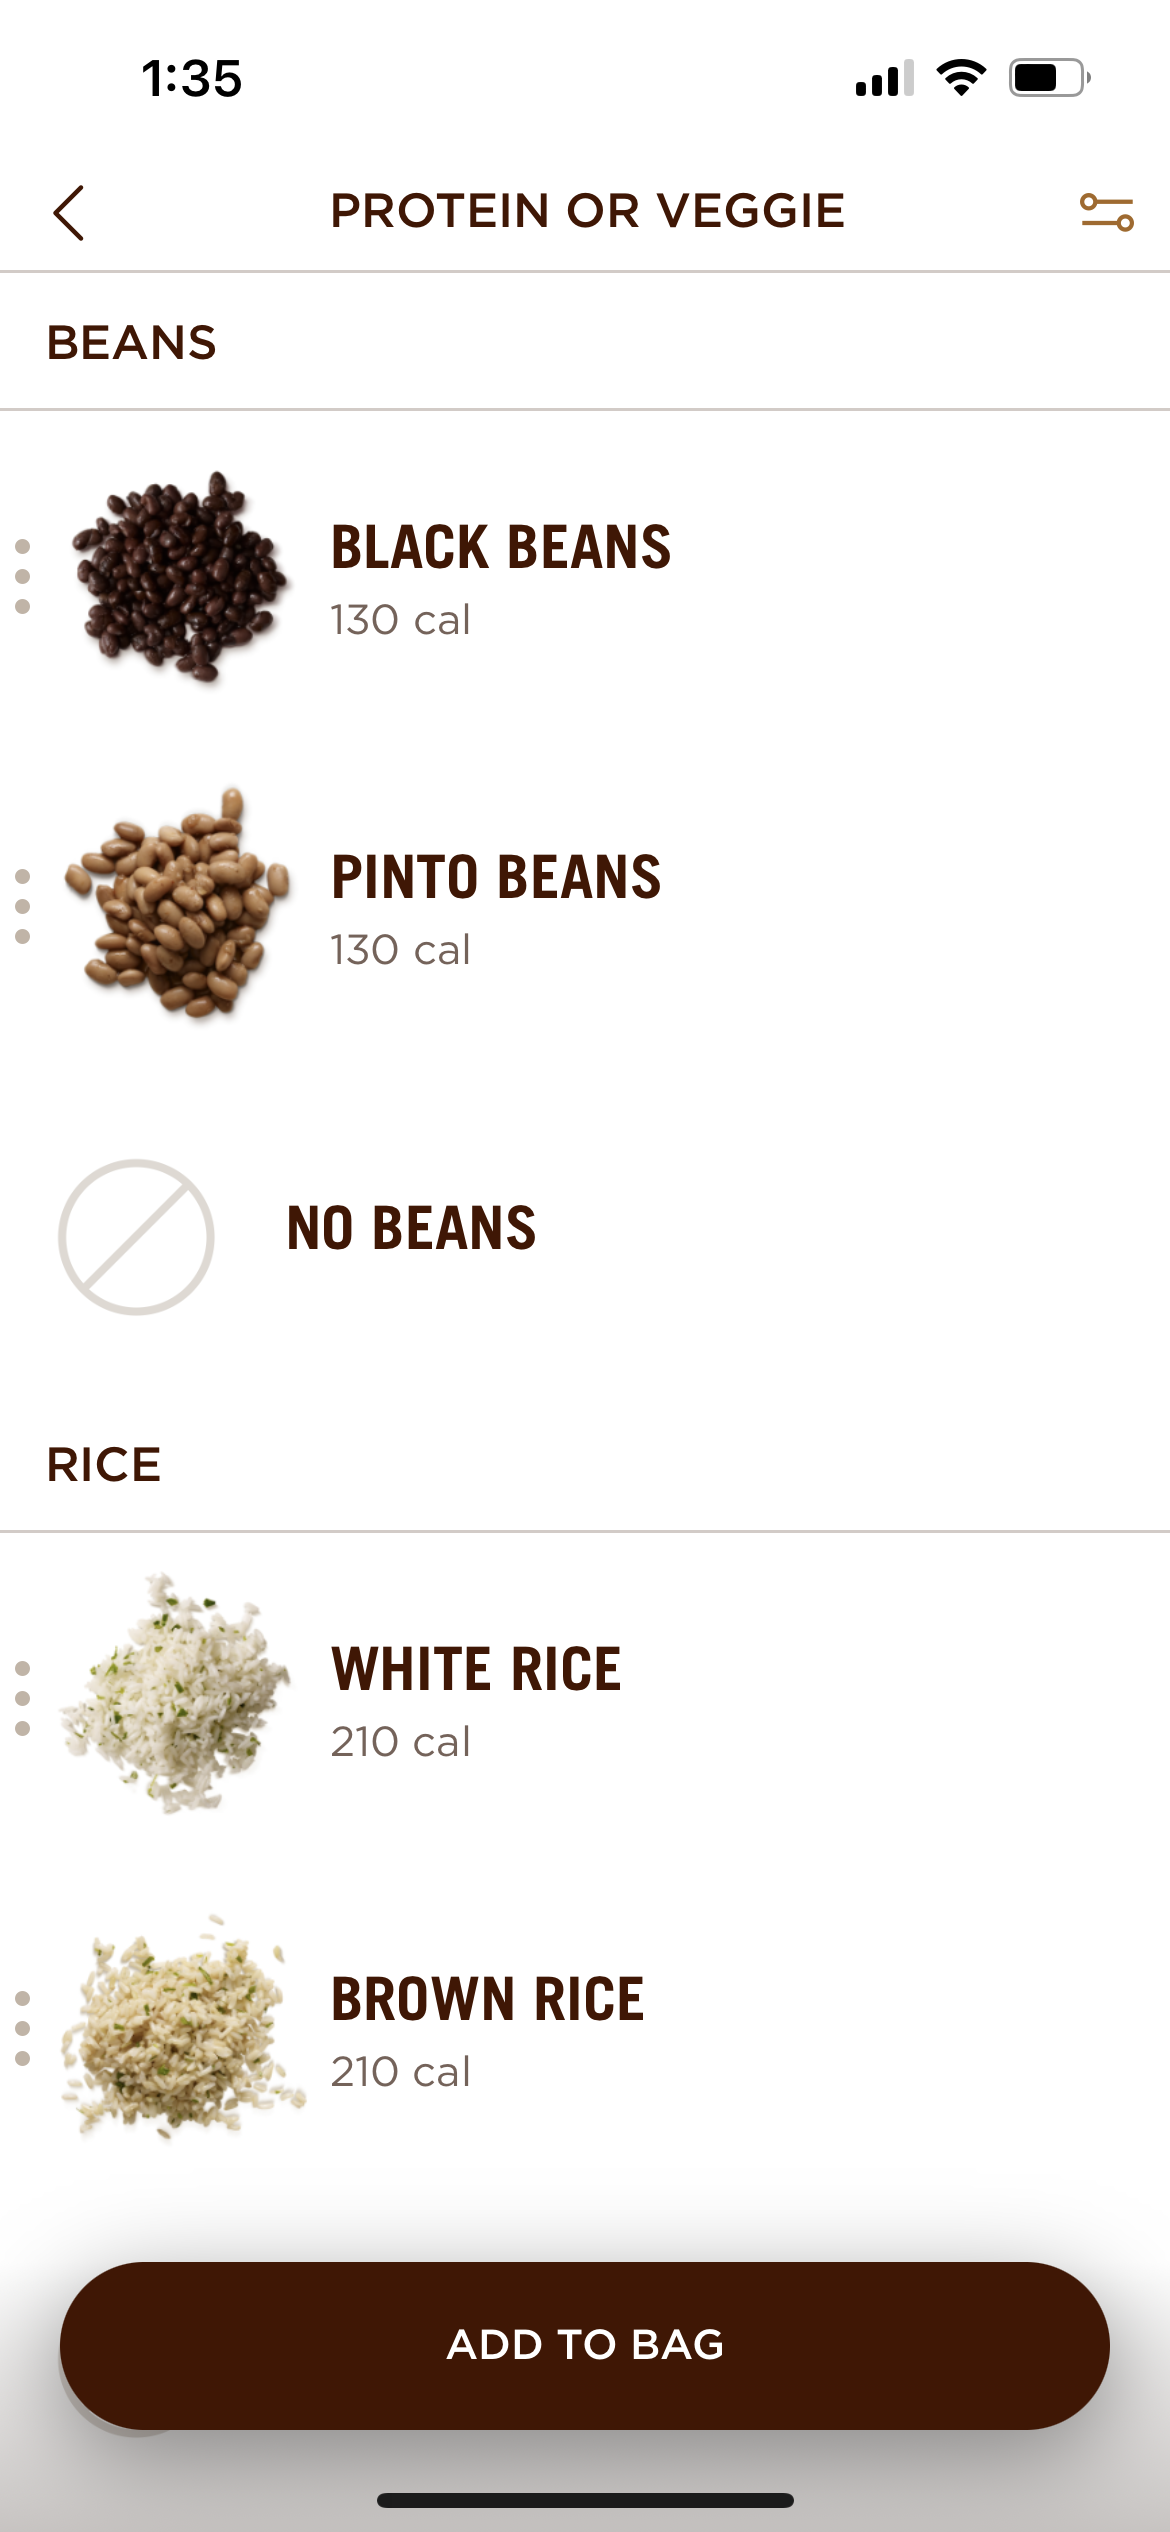 1:35
PROTEIN OR VEGGIE
BEANS
BLACK BEANS
130 cal
PINTO BEANS
130 cal
NO BEANS
RICE
WHITE RICE
210 cal
BROWN RICE
210 cal
ADD TO BAG